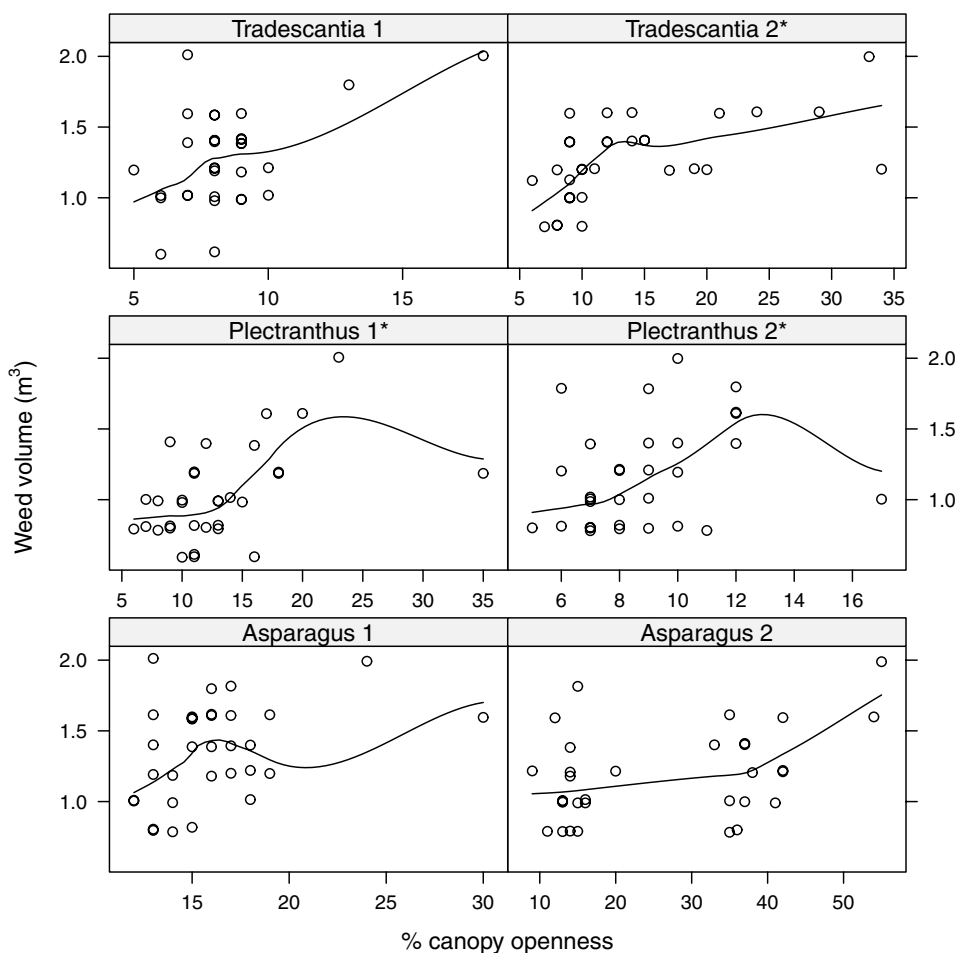 Tradescantia 1
Tradescantia 2*
2.0
1.5
1.0
5 10 15
5 10 15 20 25 30 35
Plectranthus 1*
Plectranthus 2*
2.0
1.5
1.0
5 10 15 20 25 30 35
6 8 10 12 14 16
Asparagus 1
Asparagus 2
2.0
1.5
1.0
15 20 25 30
10 20 30 40 50
Weed volume (m³)
% canopy openness